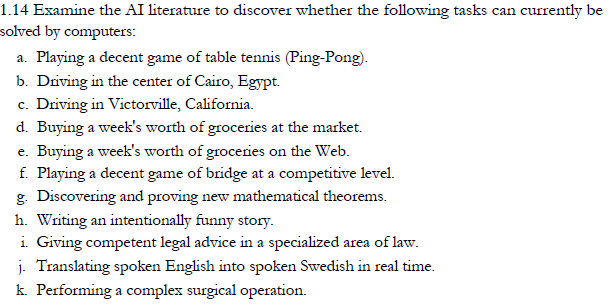 1.14 Examine the AI literature to discover whether the following tasks can currently be
solved by computers:
a. Playing a decent game of table tennis (Ping-Pong).
b. Driving in the center of Cairo, Egypt.
c. Driving in Victorville, California.
d. Buying a week's worth of groceries at the market.
e. Buying a week's worth of groceries on the Web.
f. Playing a decent game of bridge at a competitive level.
g. Discovering and proving new mathematical theorems.
h. Writing an intentionally funny story.
i. Giving competent legal advice in a specialized area of law.
j. Translating spoken English into spoken Swedish in real time.
k. Performing a complex surgical operation.